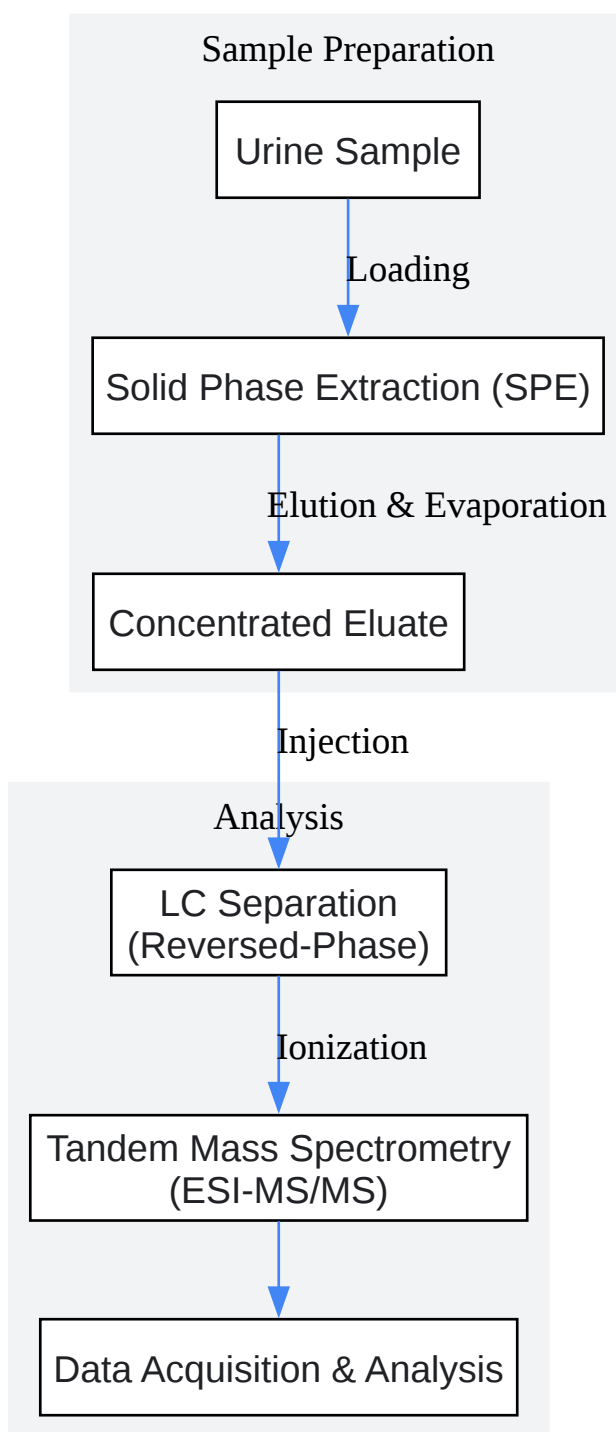 Sample Preparation
Urine Sample
Loading
Solid Phase Extraction (SPE)
Elution & Evaporation
Concentrated Eluate
Injection
Analysis
LC Separation
(Reversed-Phase)
Ionization
Tandem Mass Spectrometry
(ESI-MS/MS)
Data Acquisition & Analysis